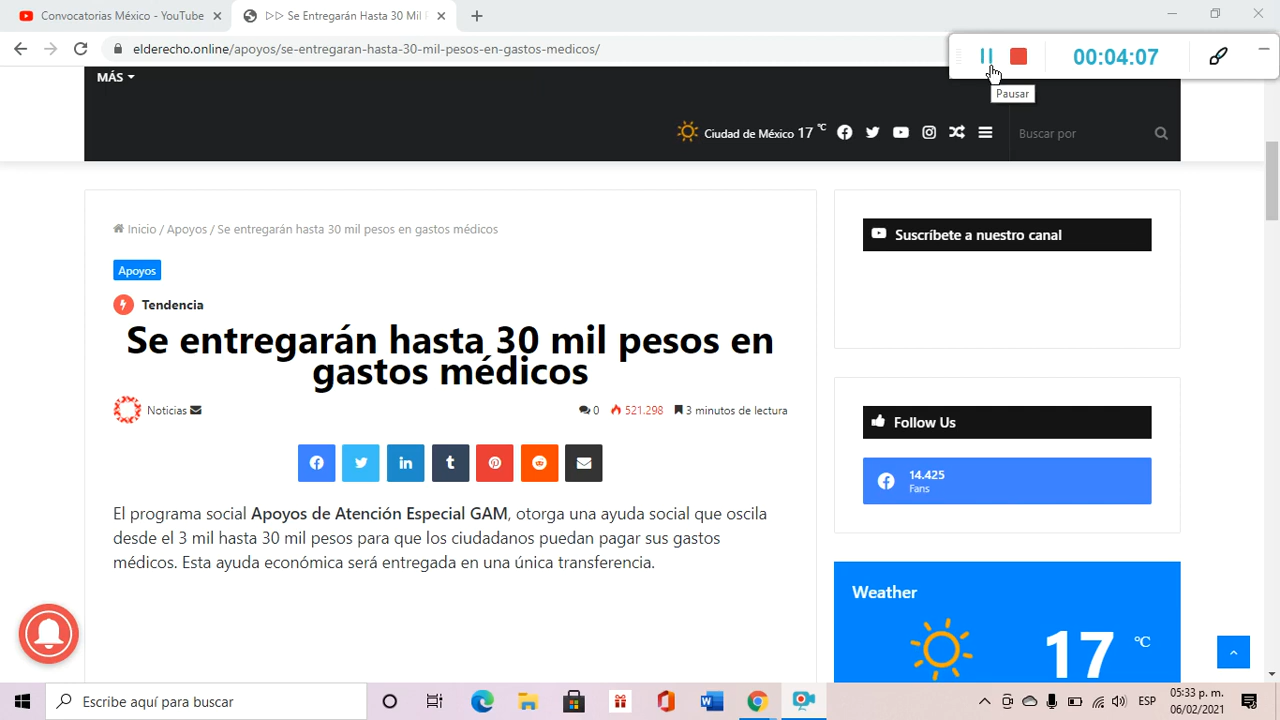 Convocatorias México - YouTube
▷▷ Se Entregarán Hasta 30 Mil
elderecho.online/apoyos/se-entregaran-hasta-30-mil-pesos-en-gastos-medicos/
00:04:07
Pausar
MÁS
Ciudad de México 17 ℃
Buscar por
Inicio / Apoyos / Se entregarán hasta 30 mil pesos en gastos médicos
Apoyos
Tendencia
Se entregarán hasta 30 mil pesos en
gastos médicos
Noticias
0 521.298 3 minutos de lectura
El programa social Apoyos de Atención Especial GAM, otorga una ayuda social que oscila
desde el 3 mil hasta 30 mil pesos para que los ciudadanos puedan pagar sus gastos
médicos. Esta ayuda económica será entregada en una única transferencia.
Suscríbete a nuestro canal
Follow Us
14.425
Fans
Weather
17 ℃
Escribe aquí para buscar
ESP
05:33 p. m.
06/02/2021